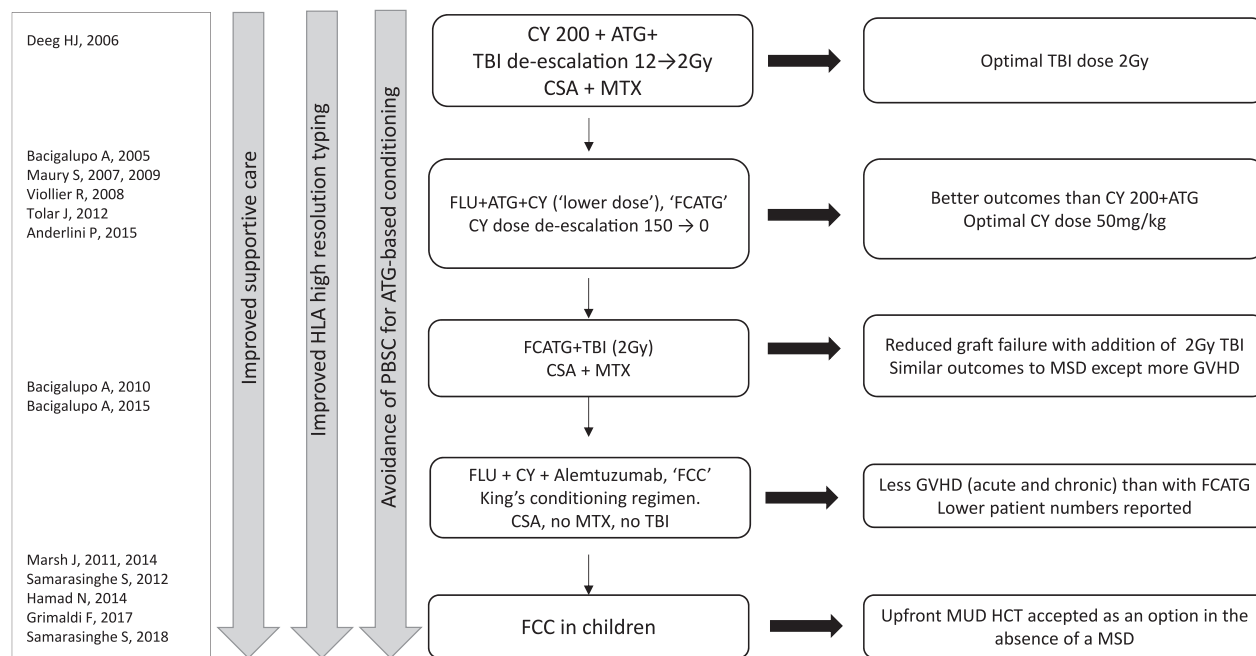 Deeg HJ, 2006
Bacigalupo A, 2005
Maury S, 2007, 2009
Viollier R, 2008
Tolar J, 2012
Anderlini P, 2015
Bacigalupo A, 2010
Bacigalupo A, 2015
Marsh J, 2011, 2014
Samarasinghe S, 2012
Hamad N, 2014
Grimaldi F, 2017
Samarasinghe S, 2018
Improved supportive care
Improved HLA high resolution typing
Avoidance of PBSC for ATG-based conditioning
CY 200 + ATG+
TBI de-escalation 12→2Gy
CSA + MTX
Optimal TBI dose 2Gy
FLU+ATG+CY (‘lower dose’), ‘FCATG’
CY dose de-escalation 150 → 0
Better outcomes than CY 200+ATG
Optimal CY dose 50mg/kg
FCATG+TBI (2Gy)
CSA + MTX
Reduced graft failure with addition of 2Gy TBI
Similar outcomes to MSD except more GVHD
FLU + CY + Alemtuzumab, ‘FCC’
King’s conditioning regimen.
CSA, no MTX, no TBI
Less GVHD (acute and chronic) than with FCATG
Lower patient numbers reported
FCC in children
Upfront MUD HCT accepted as an option in the
absence of a MSD